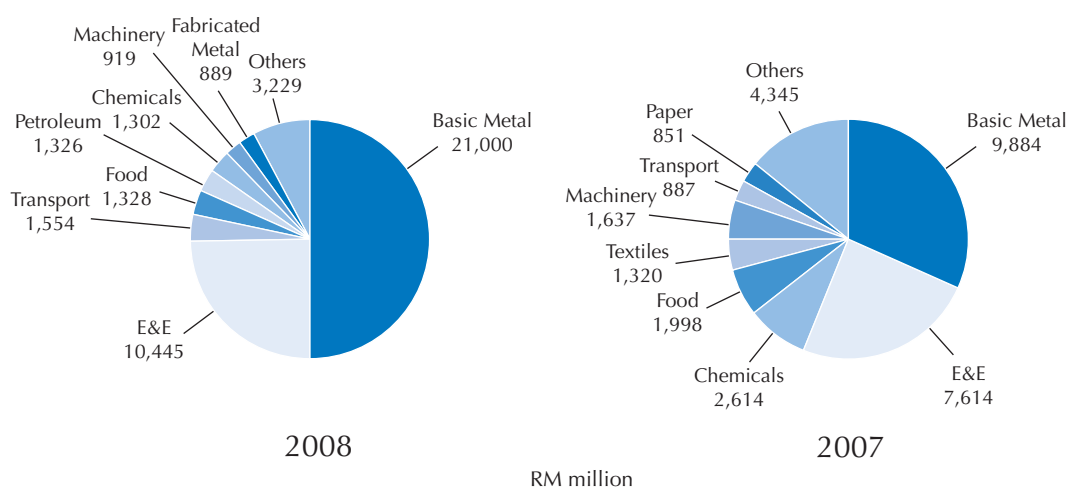 Fabricated
Metal
889
Machinery
919
Others
3,229
Chemicals
1,302
Petroleum
1,326
Food
1,328
Transport
1,554
Basic Metal
21,000
E&E
10,445
2008
Others
4,345
Paper
851
Transport
887
Machinery
1,637
Textiles
1,320
Food
1,998
Chemicals
2,614
Basic Metal
9,884
E&E
7,614
2007
RM million